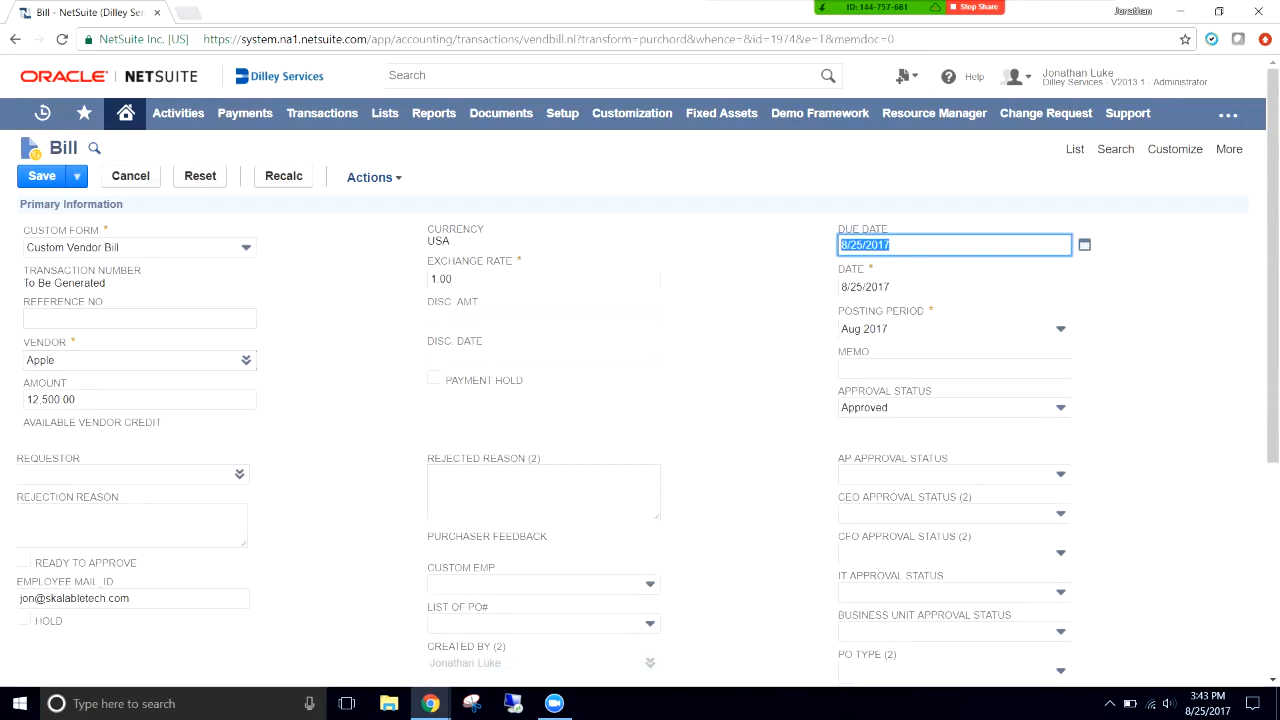 Bill - NetSuite (Dilley Ser
ID: 144-757-681
Stop Share
Jonathan
NetSuite Inc. [US]
https://system.na1.netsuite.com/app/accounting/transactions/vendbill.nl?transform=purchord&whence=&id=1974&e=T&memdoc=0
ORACLE NETSUITE
Dilley Services
Search
Help
Jonathan Luke
Dilley Services - V2013.1 - Administrator
Activities Payments Transactions Lists Reports Documents Setup Customization Fixed Assets Demo Framework Resource Manager Change Request Support
Bill
List Search Customize More
Save Cancel Reset Recalc Actions
Primary Information
CUSTOM FORM *
Custom Vendor Bill
TRANSACTION NUMBER
To Be Generated
REFERENCE NO
VENDOR *
Apple
AMOUNT
12,500.00
AVAILABLE VENDOR CREDIT
CURRENCY
USA
EXCHANGE RATE *
1.00
DISC. AMT
DISC. DATE
PAYMENT HOLD
DUE DATE
8/25/2017
DATE *
8/25/2017
POSTING PERIOD *
Aug 2017
MEMO
APPROVAL STATUS
Approved
REQUESTOR
REJECTION REASON
READY TO APPROVE
EMPLOYEE MAIL_ID
jon@skalabletech.com
HOLD
REJECTED REASON (2)
PURCHASER FEEDBACK
CUSTOM EMP
LIST OF PO#
CREATED BY (2)
Jonathan Luke
AP APPROVAL STATUS
CEO APPROVAL STATUS (2)
CFO APPROVAL STATUS (2)
IT APPROVAL STATUS
BUSINESS UNIT APPROVAL STATUS
PO TYPE (2)
Type here to search
3:43 PM
8/25/2017